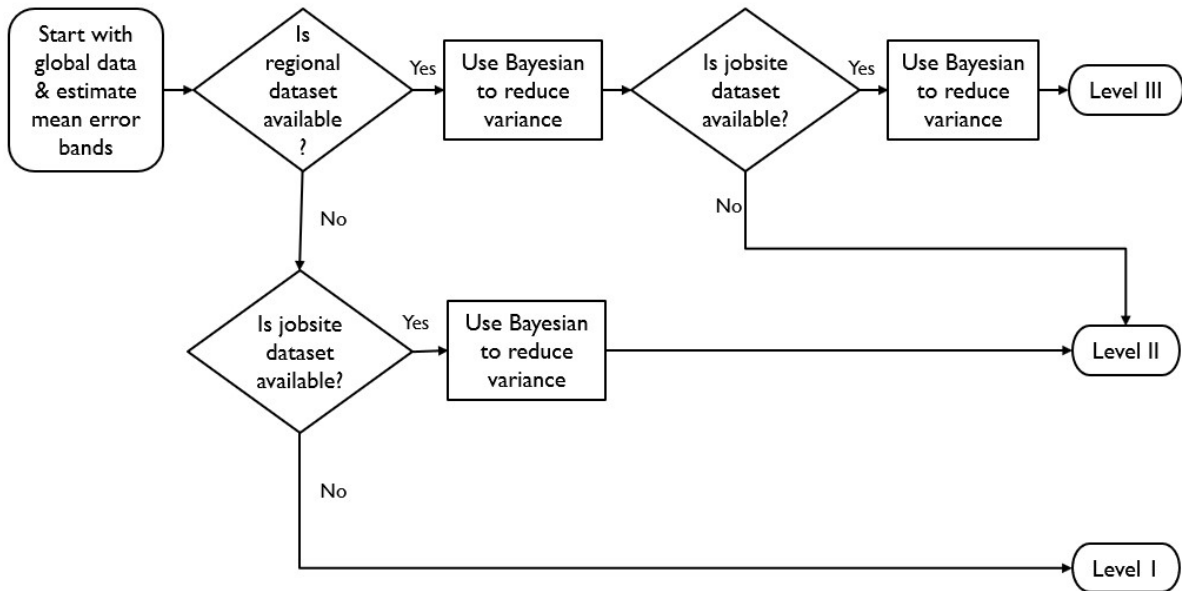 Start with
global data
& estimate
mean error
bands
Is
regional
dataset
available
?
Yes
Use Bayesian
to reduce
variance
Is jobsite
dataset
available?
Yes
Use Bayesian
to reduce
variance
Level III
No
No
Is jobsite
dataset
available?
Yes
Use Bayesian
to reduce
variance
Level II
No
Level 1